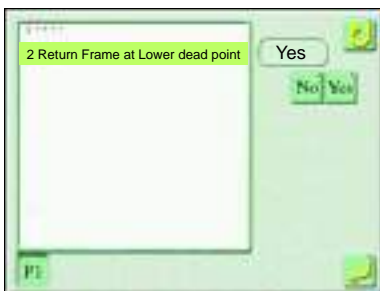 2 Return Frame at Lower dead point
Yes
No Yes
P1